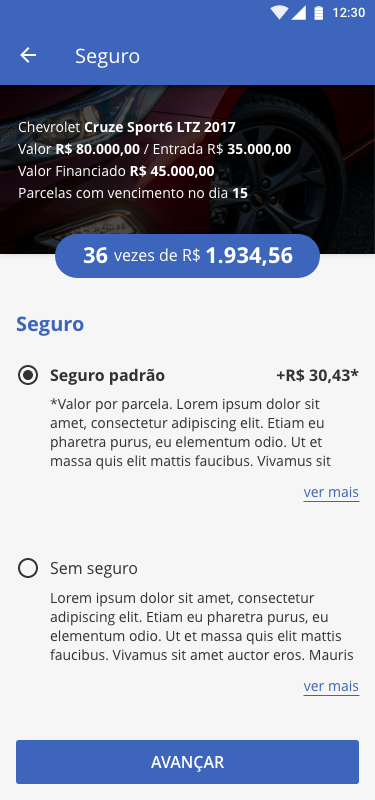 12:30
Seguro
Chevrolet Cruze Sport6 LTZ 2017
Valor R$ 80.000,00 / Entrada R$ 35.000,00
Valor Financiado R$ 45.000,00
Parcelas com vencimento no dia 15
36 vezes de R$ 1.934,56
Seguro
Seguro padrão +R$ 30,43*
*Valor por parcela. Lorem ipsum dolor sit
amet, consectetur adipiscing elit. Etiam eu
pharetra purus, eu elementum odio. Ut et
massa quis elit mattis faucibus. Vivamus sit
ver mais
Sem seguro
Lorem ipsum dolor sit amet, consectetur
adipiscing elit. Etiam eu pharetra purus, eu
elementum odio. Ut et massa quis elit mattis
faucibus. Vivamus sit amet auctor eros. Mauris
ver mais
AVANÇAR